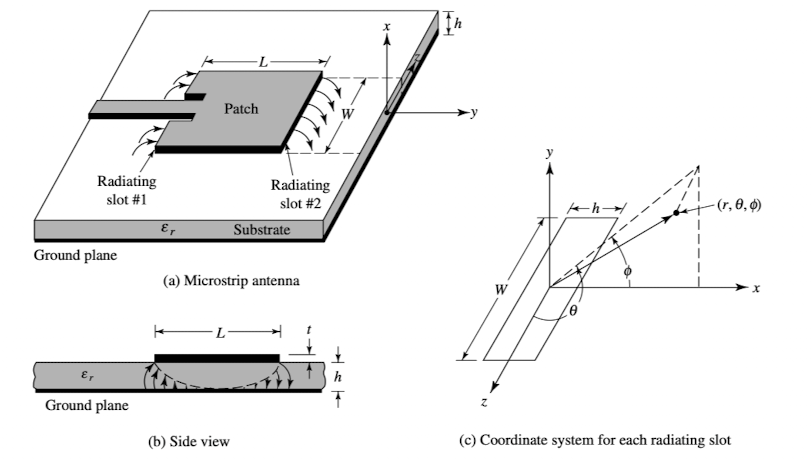 h
x
L
z
Patch
W
y
Radiating
slot #1
Radiating
slot #2
y
h
(r, θ, ϕ)
εr
Substrate
Ground plane
(a) Microstrip antenna
W
ϕ
x
θ
L
t
εr
h
Ground plane
z
(b) Side view
(c) Coordinate system for each radiating slot